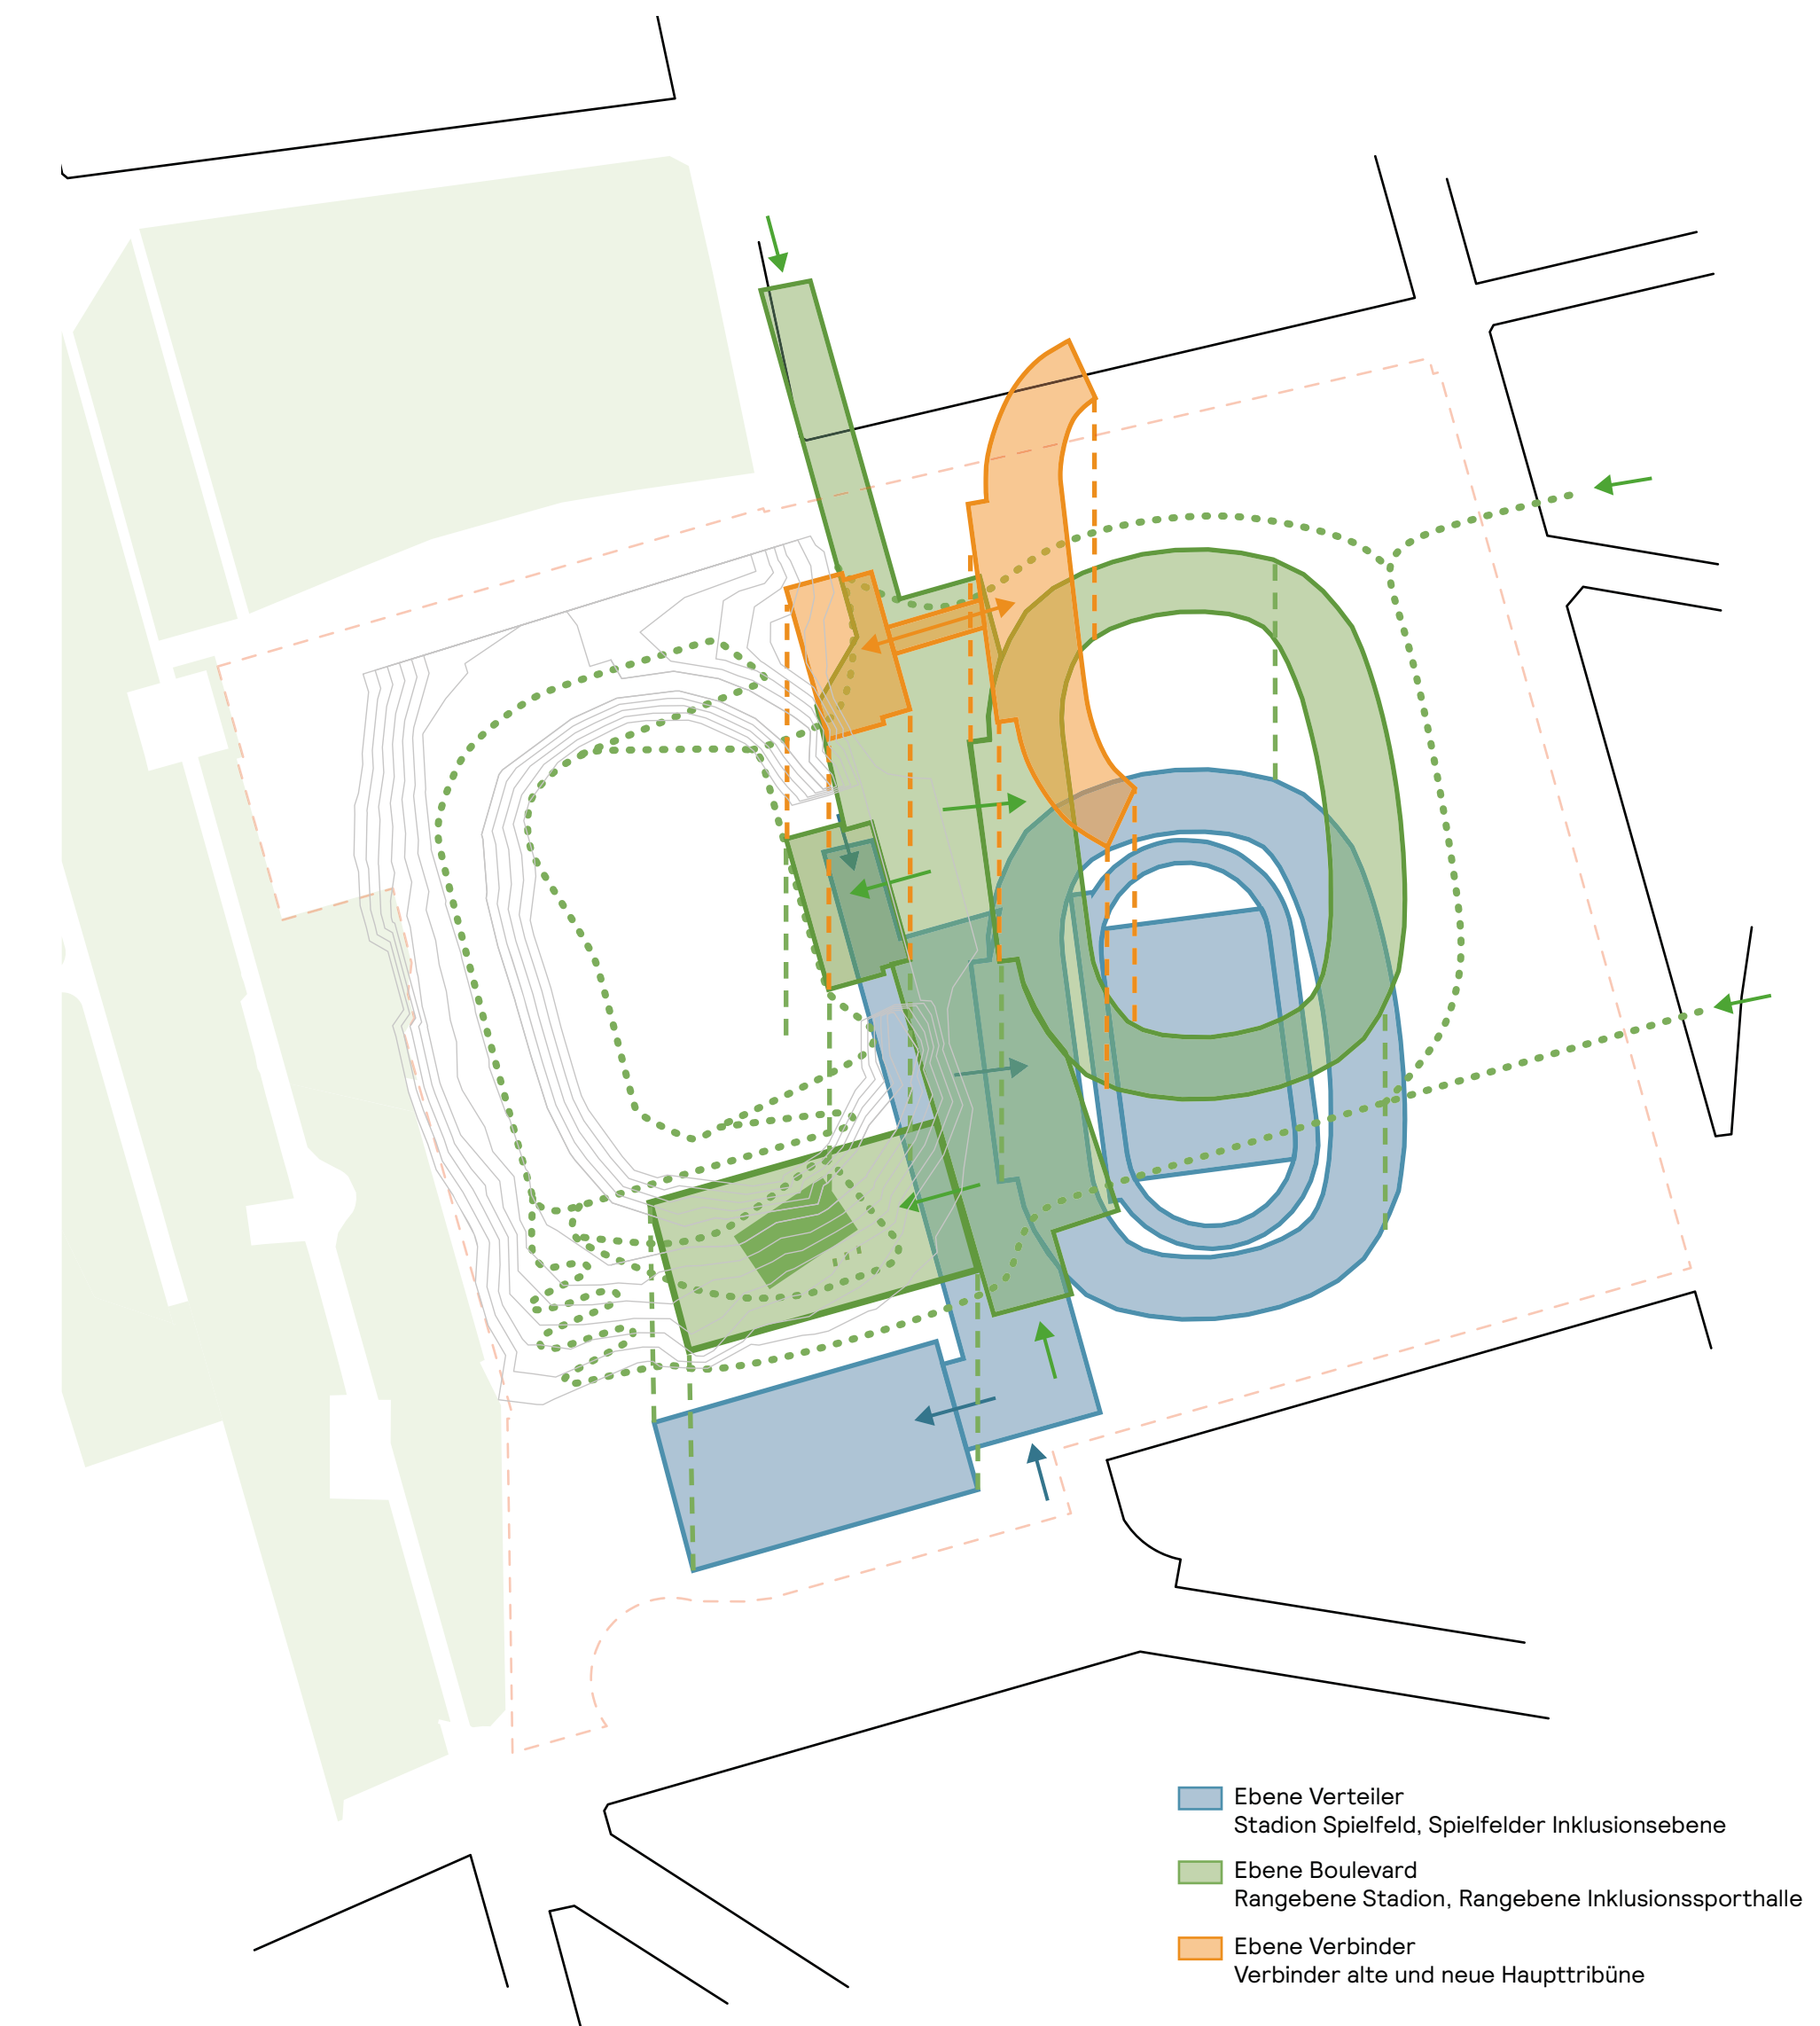 Ebene Verteiler
Stadion Spielfeld, Spielfelder Inklusionsebene
Ebene Boulevard
Rangebene Stadion, Rangebene Inklusionssporthalle
Ebene Verbinder
Verbinder alte und neue Haupttribüne